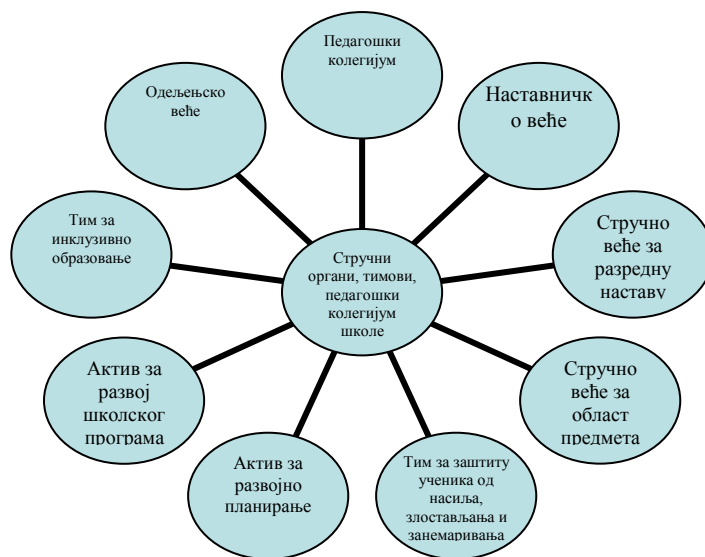 Педагошки
колегијум
Наставничк
о веће
Стручно
веће за
разредну
наставу
Стручно
веће за
област
предмета
Тим за заштиту
ученика од
насиља,
злостављања и
занемаривања
Актив за
развојно
планирање
Актив за
развој
школског
програма
Тим за
инклузивно
образовање
Одељењско
веће
Стручни
органи, тимови,
педагошки
колегијум
школе